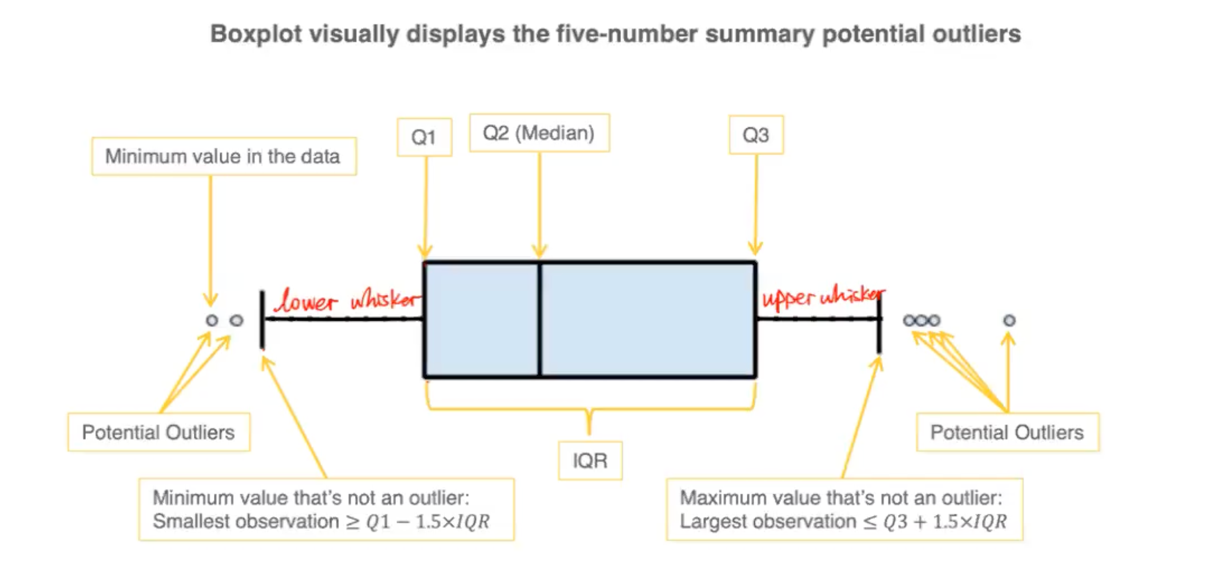 Boxplot visually displays the five-number summary potential outliers
Minimum value in the data
Q1
Q2 (Median)
Q3
lower whisker
upper whisker
Potential Outliers
IQR
Potential Outliers
Minimum value that's not an outlier:
Smallest observation ≥ Q1 − 1.5×IQR
Maximum value that's not an outlier:
Largest observation ≤ Q3 + 1.5×IQR